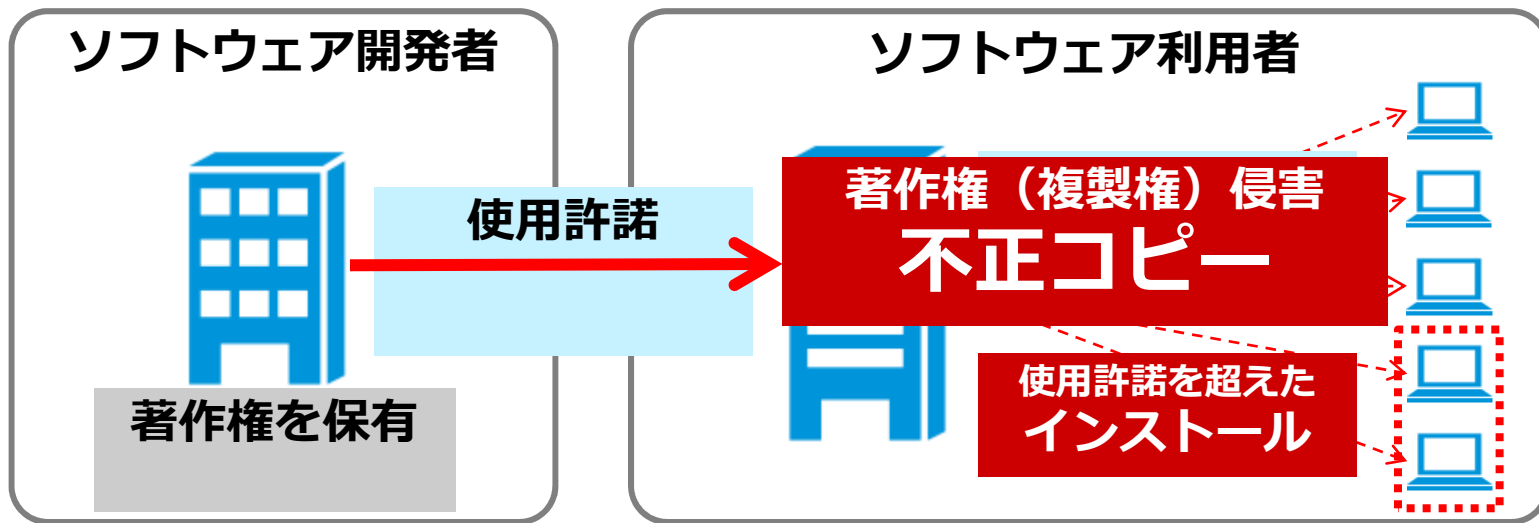 ソフトウェア開発者
ソフトウェア利用者
使用許諾
著作権（複製権）侵害
不正コピー
著作権を保有
使用許諾を超えた
インストール